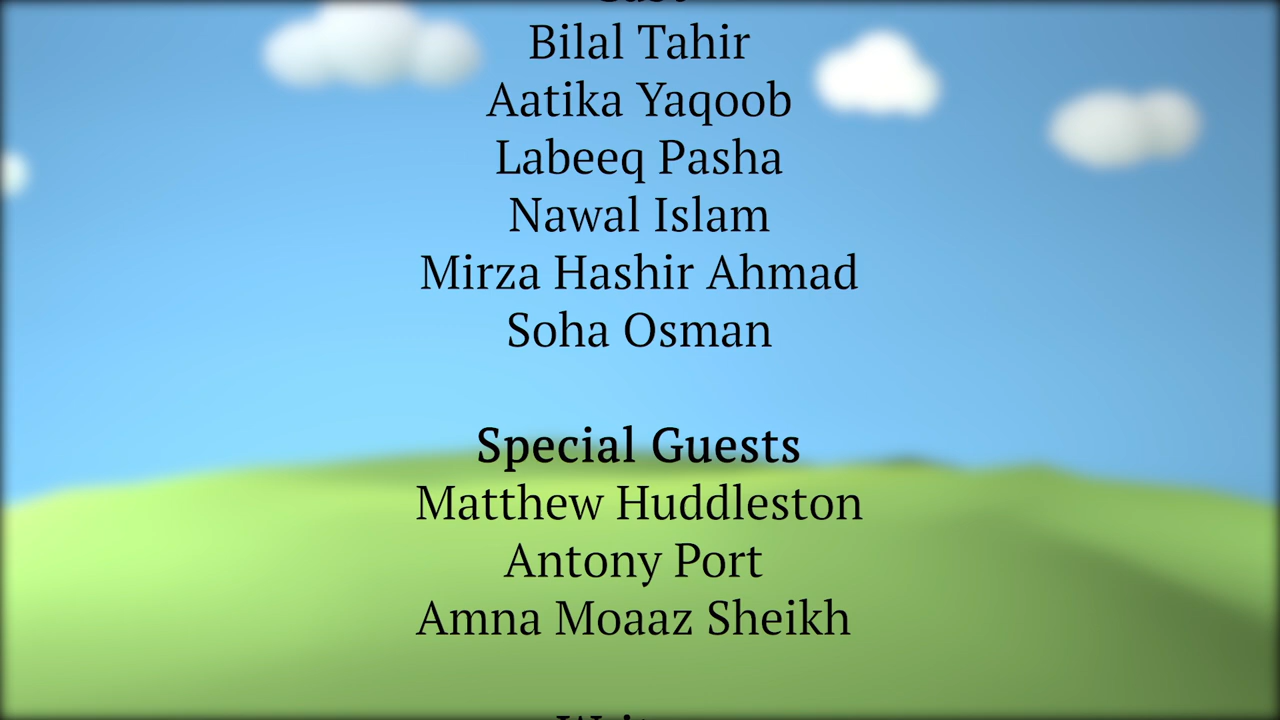 Bilal Tahir
Aatika Yaqoob
Labeeq Pasha
Nawal Islam
Mirza Hashir Ahmad
Soha Osman
Special Guests
Matthew Huddleston
Antony Port
Amna Moaaz Sheikh